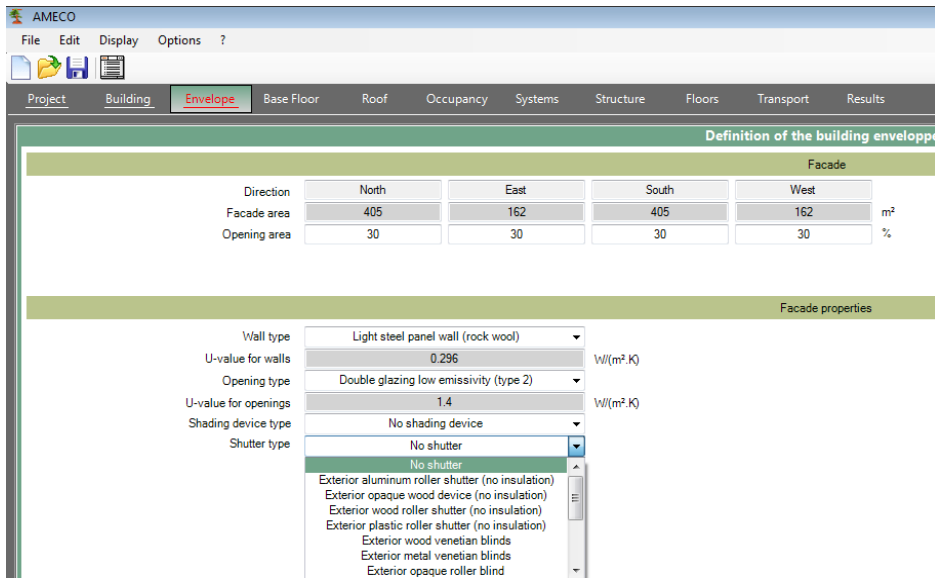 AMECO
File Edit Display Options ?
Project Building Envelope Base Floor Roof Occupancy Systems Structure Floors Transport Results
Definition of the building enveloppe
Facade
Direction North East South West
Facade area 405 162 405 162 m²
Opening area 30 30 30 30 %
Facade properties
Wall type Light steel panel wall (rock wool)
U-value for walls 0.296 W/(m².K)
Opening type Double glazing low emissivity (type 2)
U-value for openings 1.4 W/(m².K)
Shading device type No shading device
Shutter type No shutter
No shutter
Exterior aluminum roller shutter (no insulation)
Exterior opaque wood device (no insulation)
Exterior wood roller shutter (no insulation)
Exterior plastic roller shutter (no insulation)
Exterior wood venetian blinds
Exterior metal venetian blinds
Exterior opaque roller blind